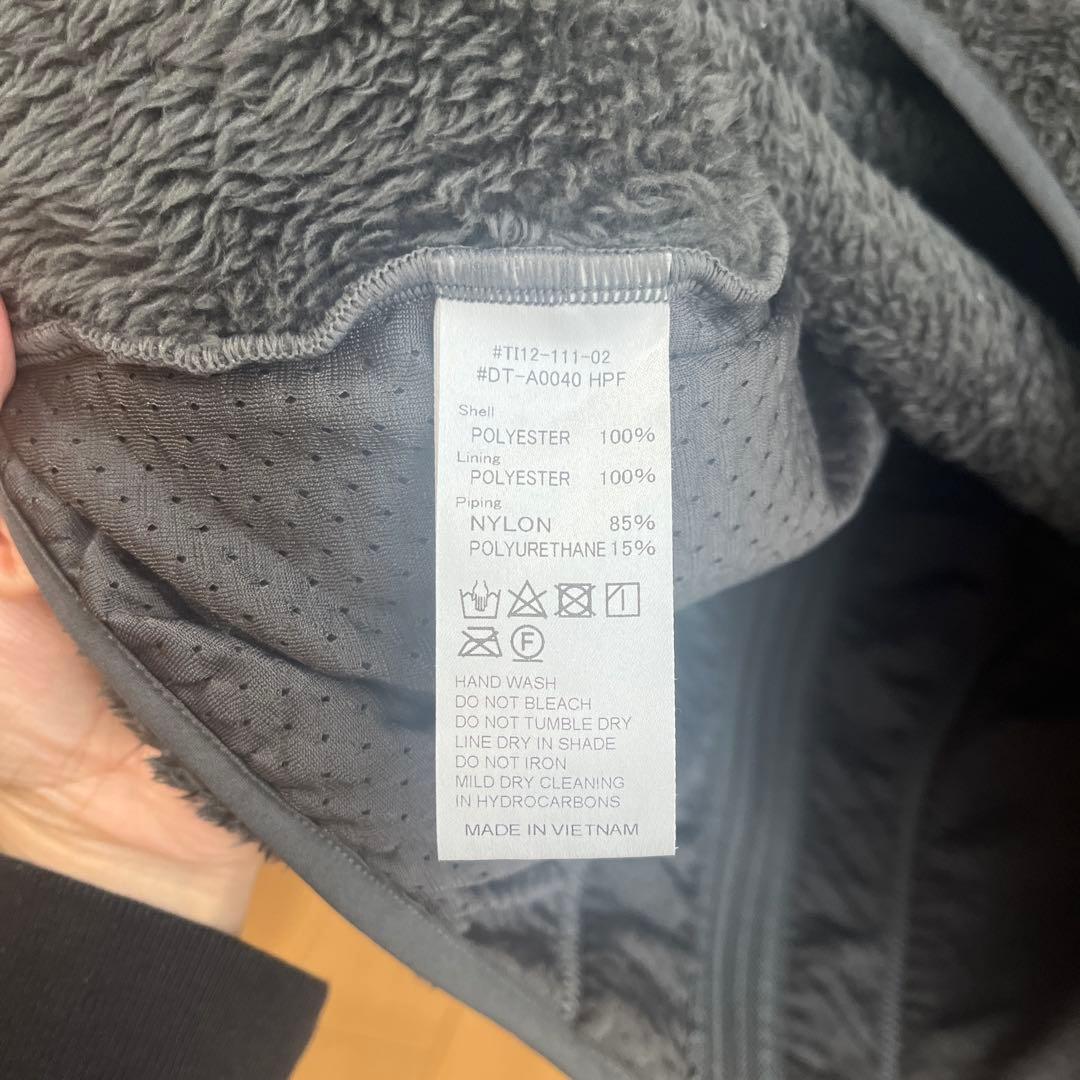 #TI12-111-02
#DT-A0040 HPF
Shell
POLYESTER 100%
Lining
POLYESTER 100%
Piping
NYLON 85%
POLYURETHANE 15%
F
HAND WASH
DO NOT BLEACH
DO NOT TUMBLE DRY
LINE DRY IN SHADE
DO NOT IRON
MILD DRY CLEANING
IN HYDROCARBONS
MADE IN VIETNAM